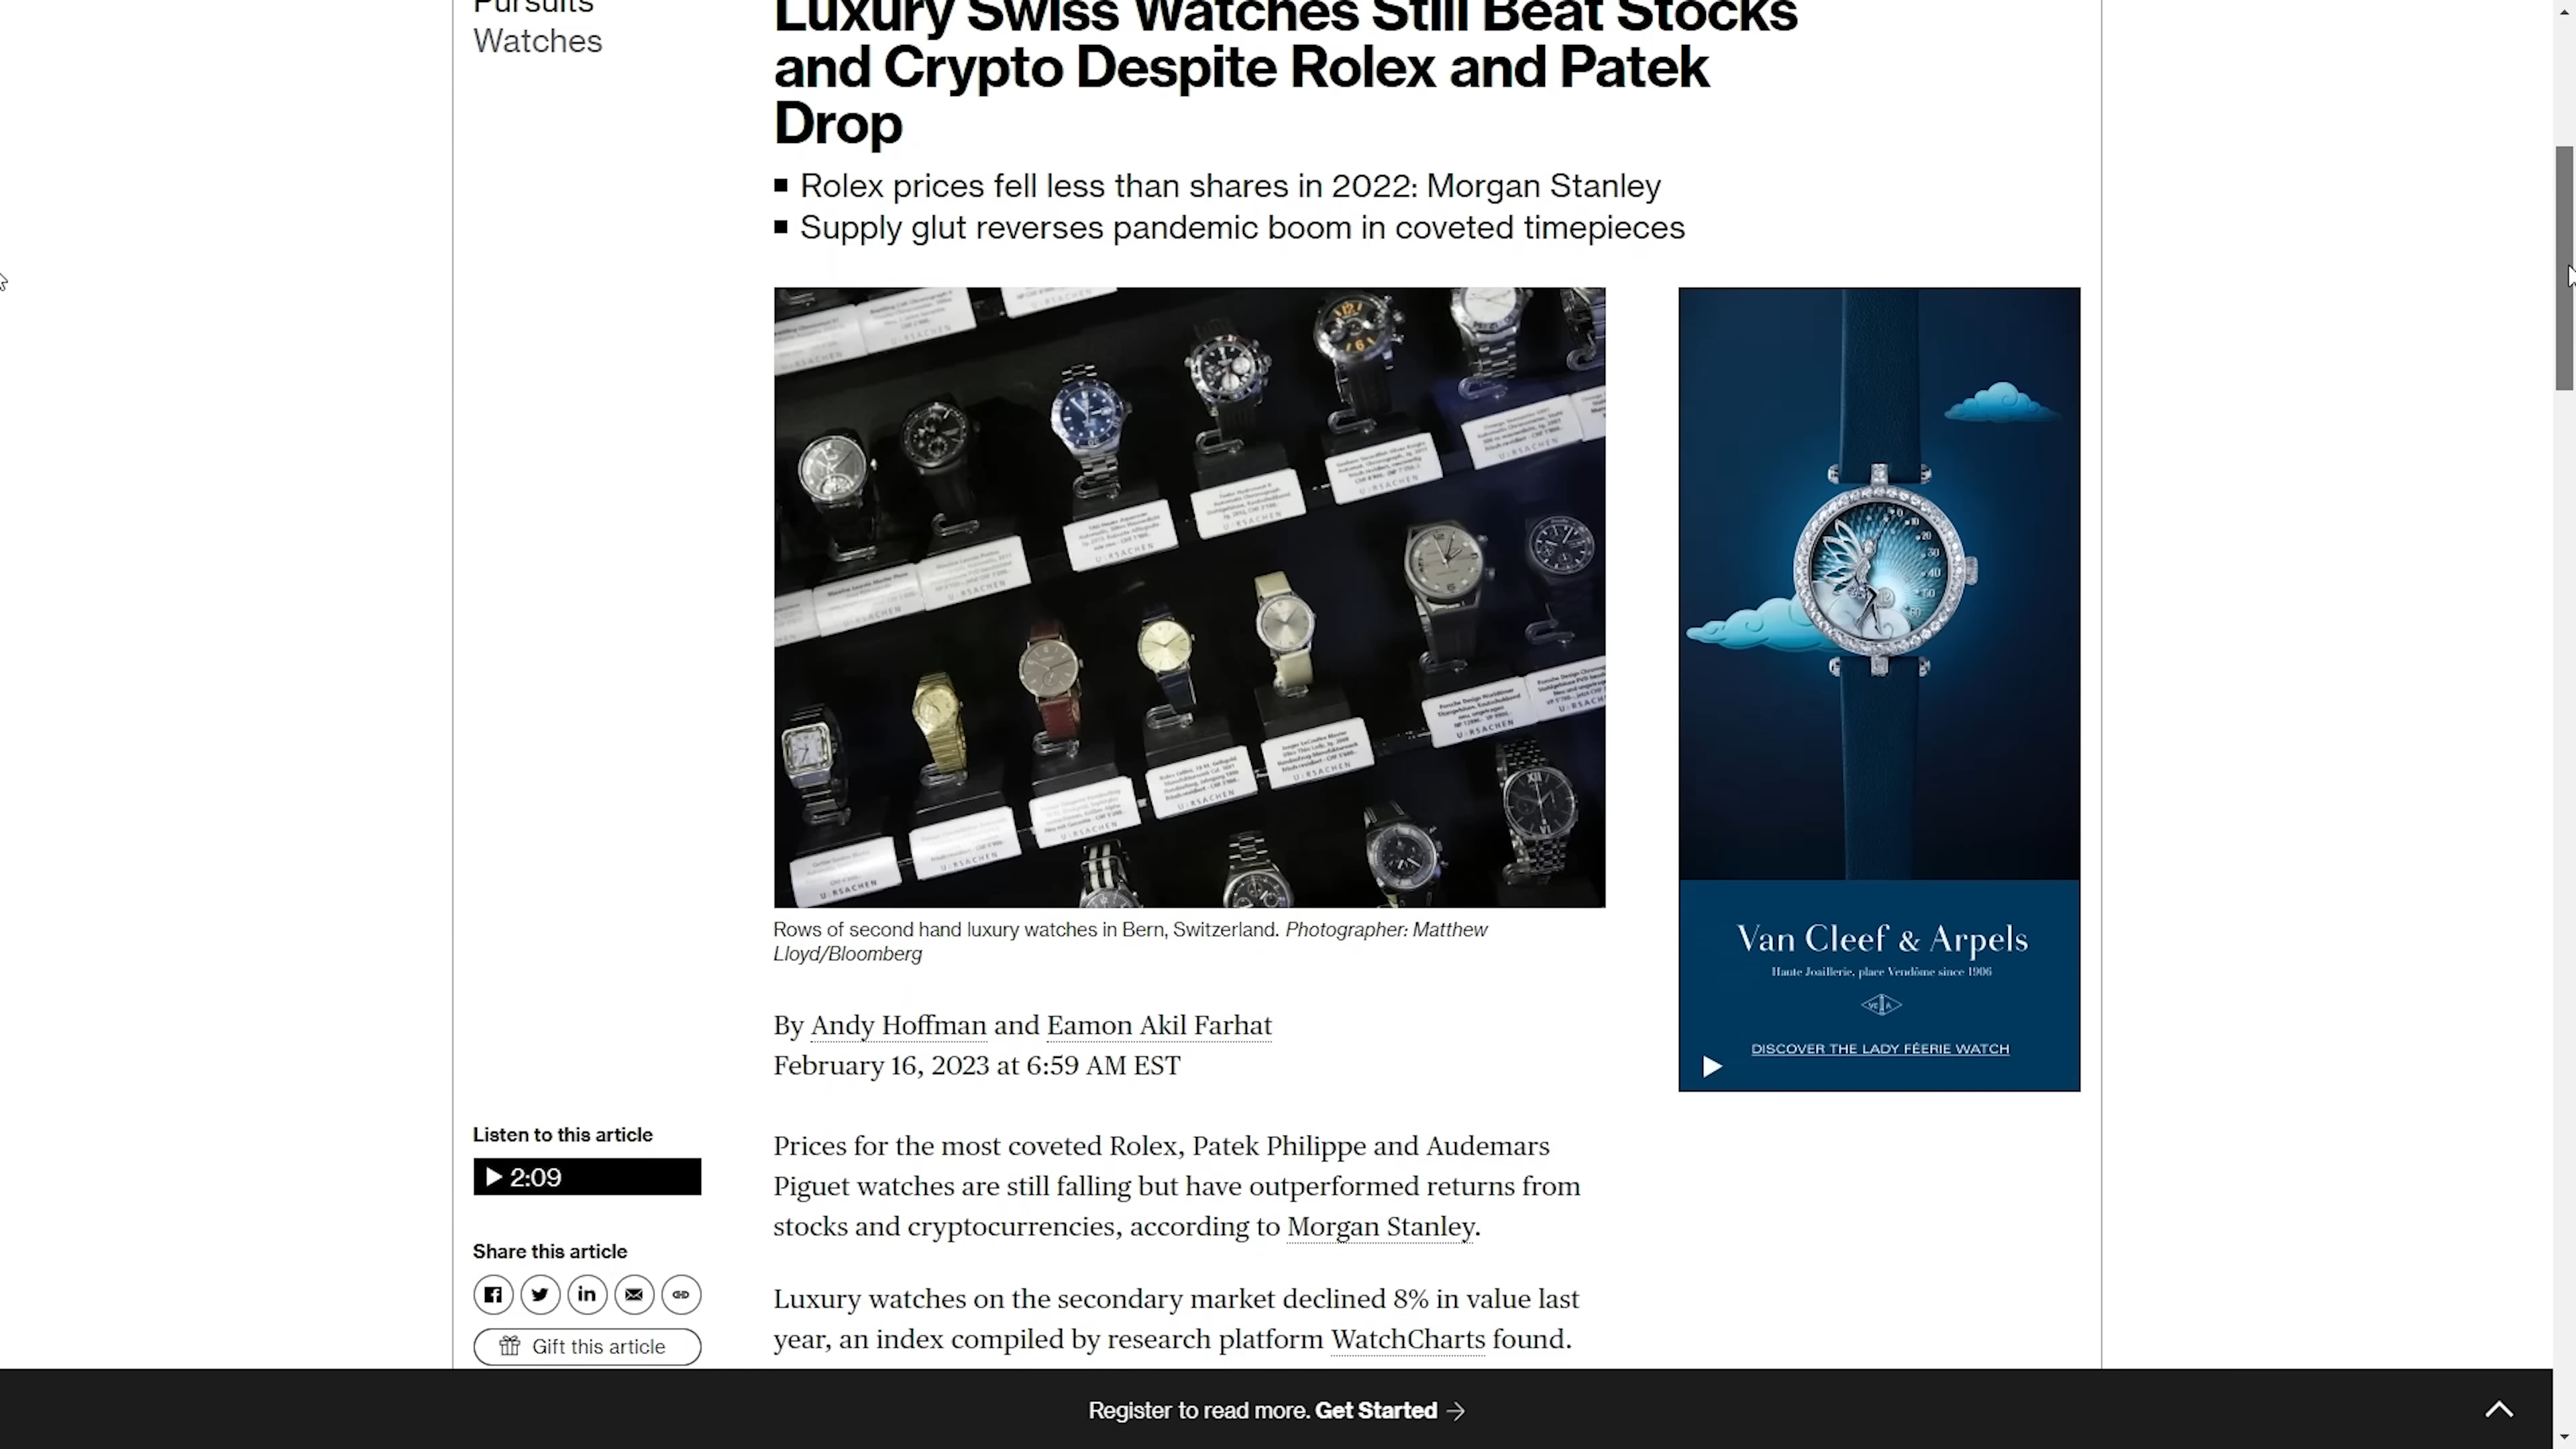 Pursuits
Watches
Luxury Swiss Watches Still Beat Stocks
and Crypto Despite Rolex and Patek
Drop
Rolex prices fell less than shares in 2022: Morgan Stanley
Supply glut reverses pandemic boom in coveted timepieces
U
RSACHEN
Rows of second hand luxury watches in Bern, Switzerland. Photographer: Matthew
Lloyd/Bloomberg
Van Cleef & Arpels
Haute Joaillerie, place Vendôme since 1906
DISCOVER THE LADY FÉERIE WATCH
By Andy Hoffman and Eamon Akil Farhat
February 16, 2023 at 6:59 AM EST
Listen to this article
2:09
Share this article
Gift this article
Prices for the most coveted Rolex, Patek Philippe and Audemars
Piguet watches are still falling but have outperformed returns from
stocks and cryptocurrencies, according to Morgan Stanley.
Luxury watches on the secondary market declined 8% in value last
year, an index compiled by research platform WatchCharts found.
Register to read more. Get Started →